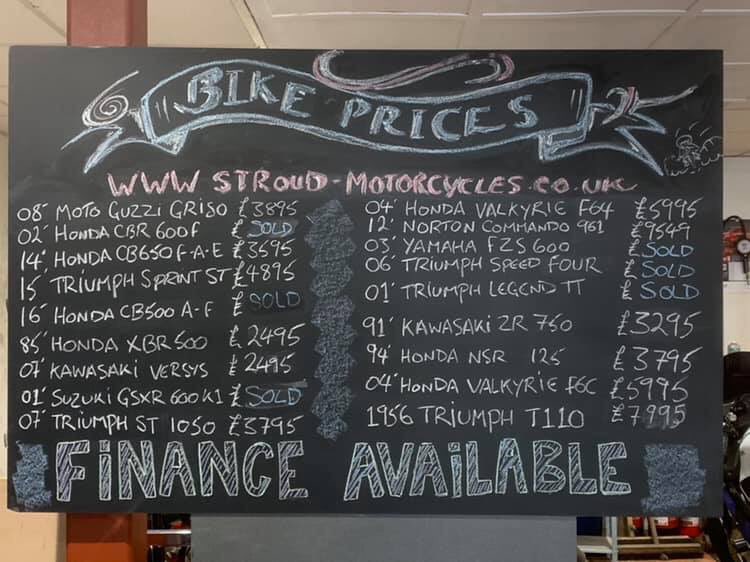 BIKE PRICES
WWW STROUD-MOTORCYCLES.CO.UK
08' MOTO GUZZI GRISO £3895
02' HONDA CBR 600F £ SOLD
14' HONDA CB650F-A-E £3595
15' TRIUMPH SPRINT ST £4895
16' HONDA CB500 A-F £ SOLD
85' HONDA XBR500 £2495
07' KAWASAKI VERSYS £2495
01' SUZUKI GSXR 600 K1 £ SOLD
07' TRIUMPH ST 1050 £3795
04' HONDA VALKYRIE F64 £5995
12' NORTON COMMANDO 961 £9549
03' YAMAHA FZS 600 £ SOLD
06' TRIUMPH SPEED FOUR £ SOLD
01' TRIUMPH LEGEND TT £ SOLD
91' KAWASAKI ZR 750 £3295
94' HONDA NSR 125 £3795
04' HONDA VALKYRIE F6C £5995
1956 TRIUMPH T110 £7995
FINANCE AVAILABLE